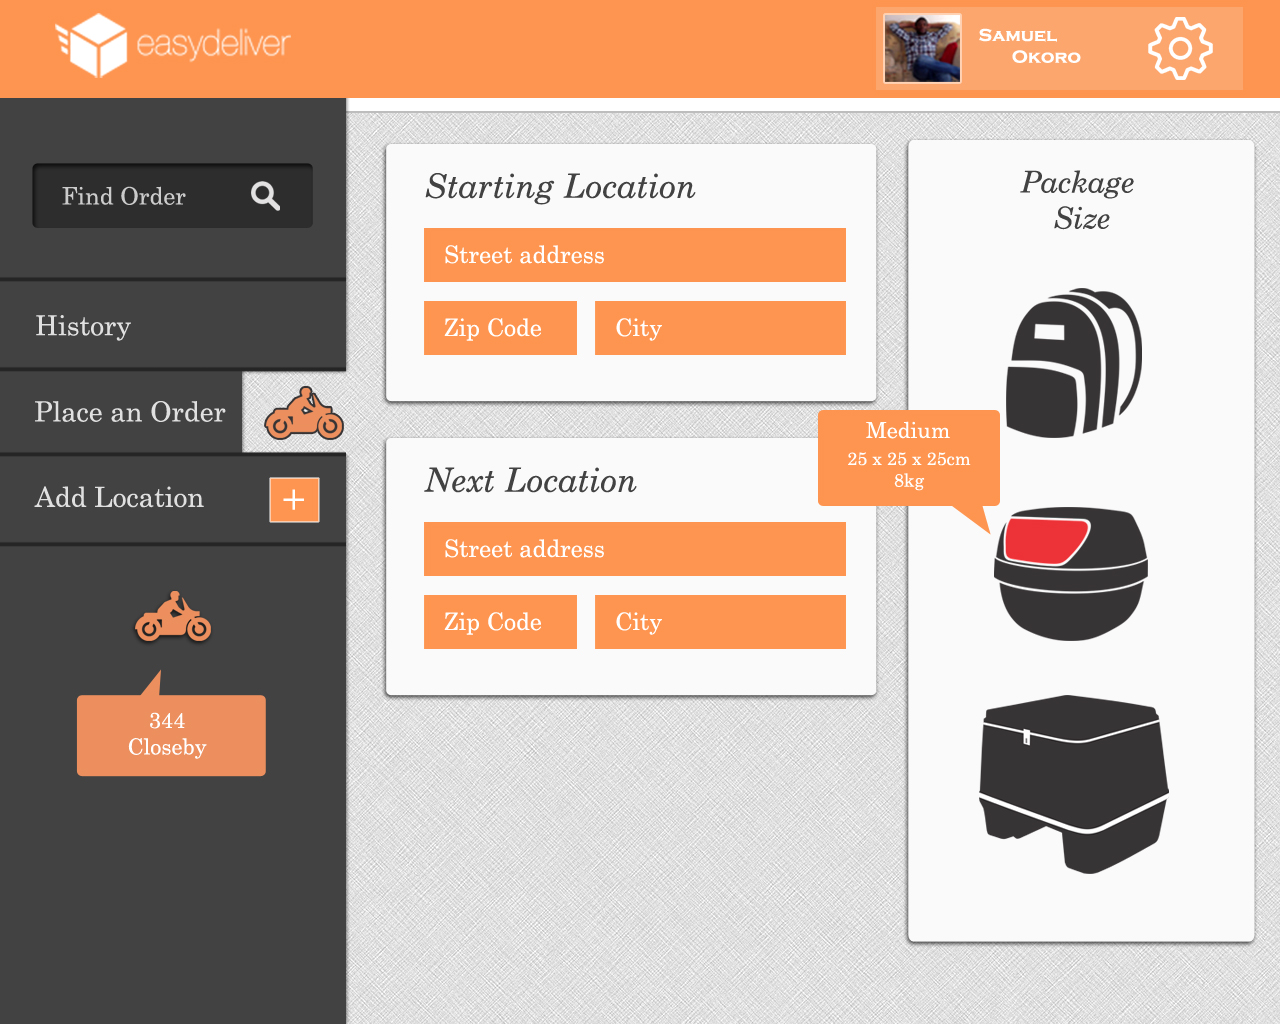 easydeliver
Samuel
Okoro
Find Order
History
Place an Order
Add Location
344
Closeby
Starting Location
Street address
Zip Code
City
Next Location
Street address
Zip Code
City
Package
Size
Medium
25 x 25 x 25cm
8kg